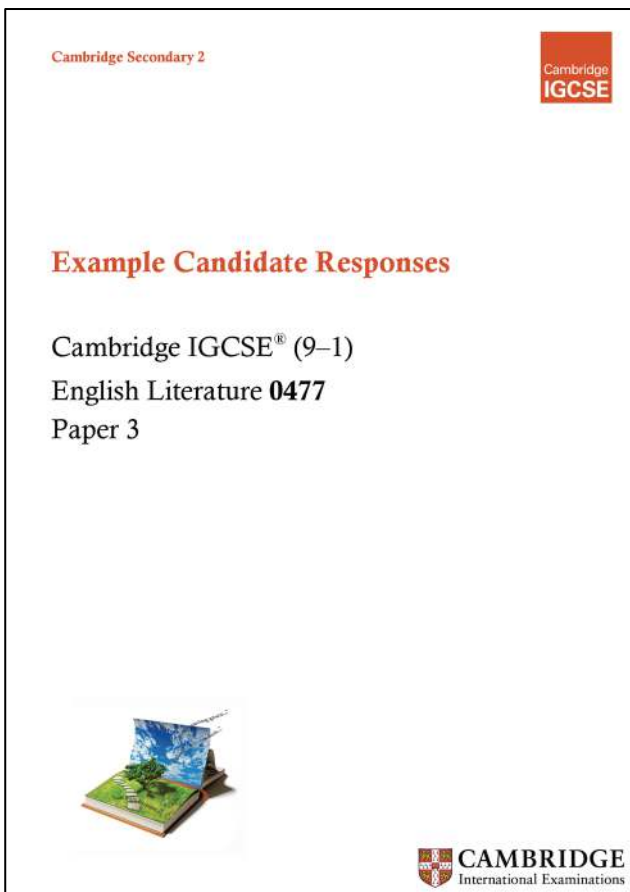 Cambridge Secondary 2
Cambridge
IGCSE
Example Candidate Responses
Cambridge IGCSE® (9–1)
English Literature 0477
Paper 3
CAMBRIDGE
International Examinations